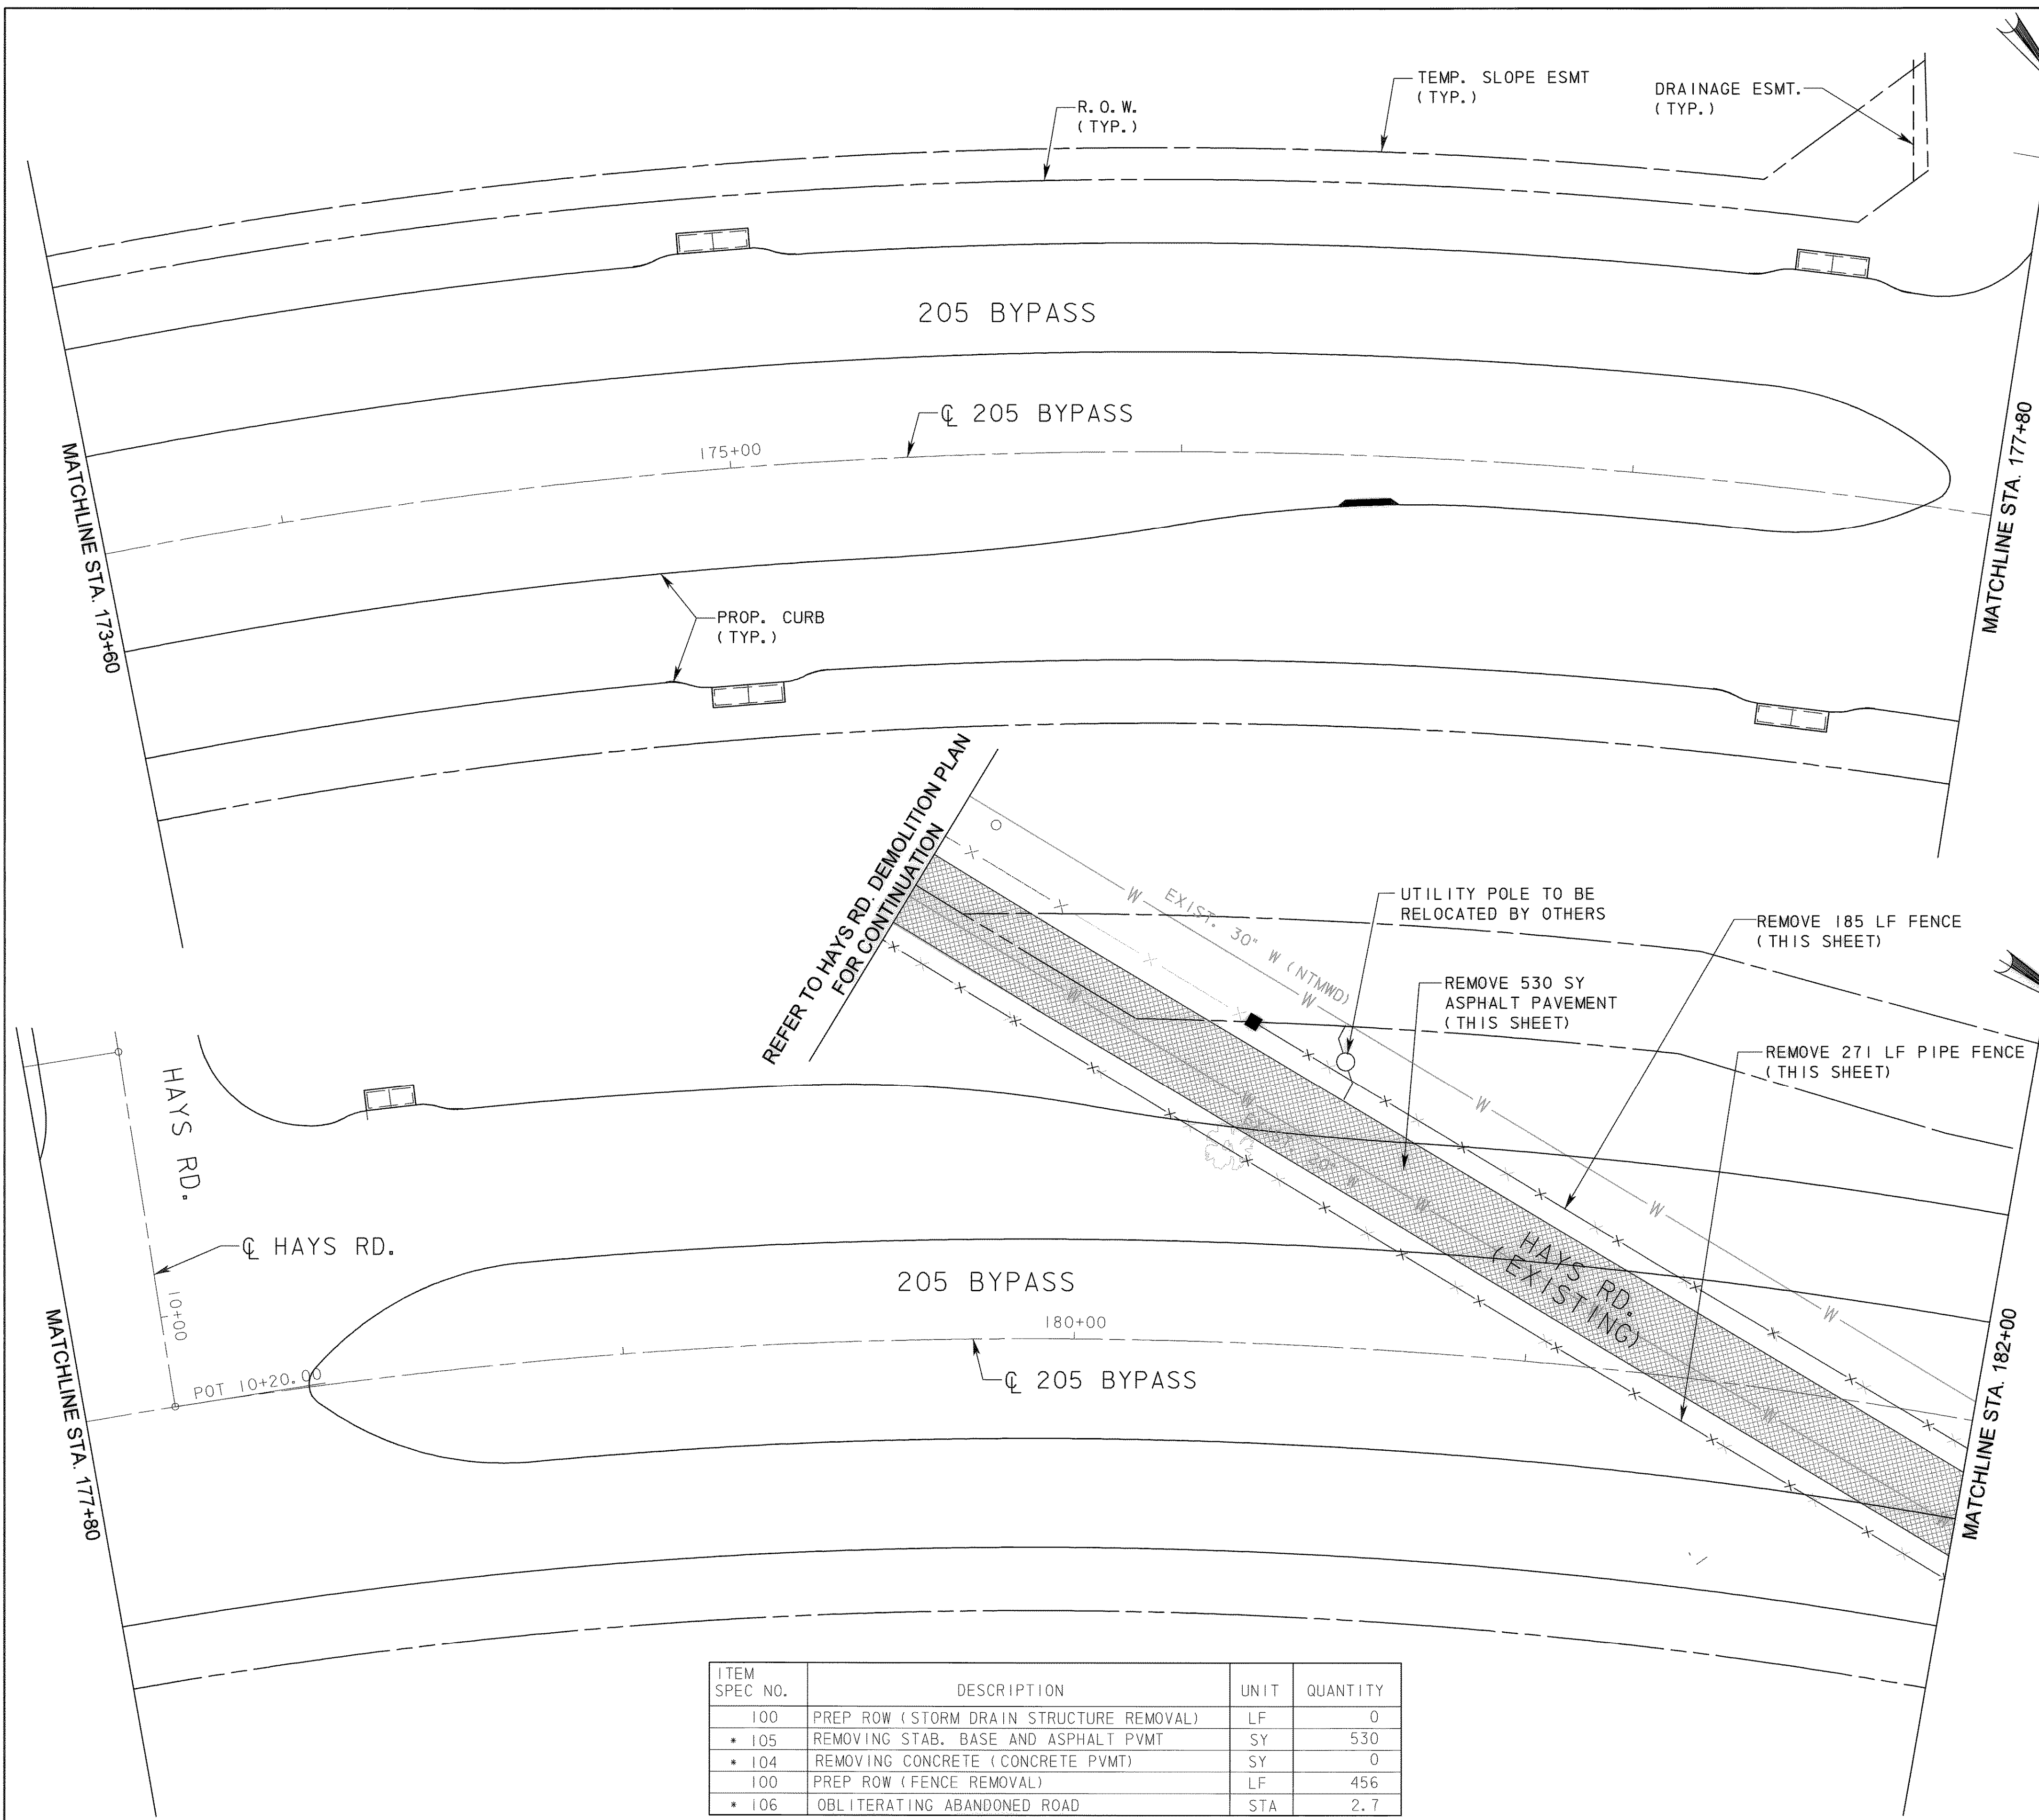 TEMP. SLOPE ESMT
(TYP.)
DRAINAGE ESMT.
(TYP.)
R.O.W.
(TYP.)
205 BYPASS
℄ 205 BYPASS
175+00
MATCHLINE STA. 173+60
MATCHLINE STA. 177+80
PROP. CURB
(TYP.)
REFER TO HAYS RD. DEMOLITION PLAN
FOR CONTINUATION
EXIST. 30" W (NTMWD)
W
W
UTILITY POLE TO BE
RELOCATED BY OTHERS
REMOVE 185 LF FENCE
(THIS SHEET)
REMOVE 530 SY
ASPHALT PAVEMENT
(THIS SHEET)
REMOVE 271 LF PIPE FENCE
(THIS SHEET)
W
W
W
W
W
W
W
W
W
HAYS RD.
℄ HAYS RD.
10+00
POT 10+20.00
205 BYPASS
180+00
℄ 205 BYPASS
HAYS RD.
(EXISTING)
MATCHLINE STA. 177+80
MATCHLINE STA. 182+00
ITEM SPEC NO. DESCRIPTION UNIT QUANTITY
100 PREP ROW (STORM DRAIN STRUCTURE REMOVAL) LF 0
* 105 REMOVING STAB. BASE AND ASPHALT PVMT SY 530
* 104 REMOVING CONCRETE (CONCRETE PVMT) SY 0
100 PREP ROW (FENCE REMOVAL) LF 456
* 106 OBLITERATING ABANDONED ROAD STA 2.7